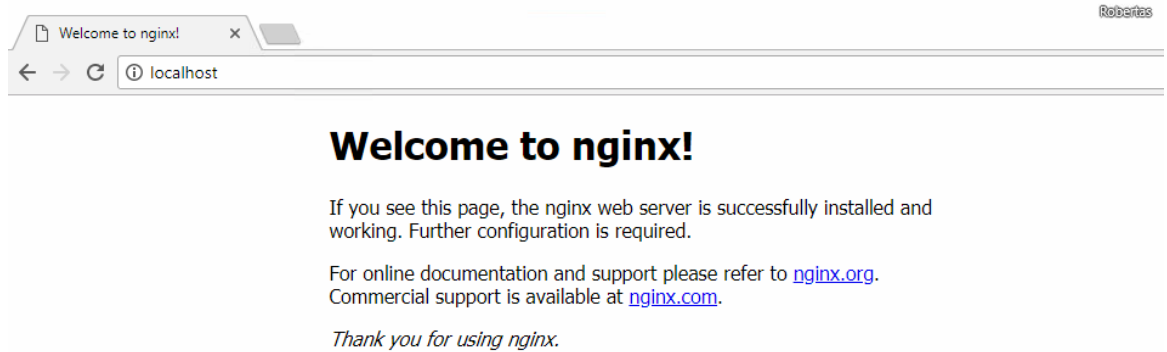 Robertas
Welcome to nginx!
localhost
Welcome to nginx!
If you see this page, the nginx web server is successfully installed and
working. Further configuration is required.
For online documentation and support please refer to nginx.org.
Commercial support is available at nginx.com.
Thank you for using nginx.